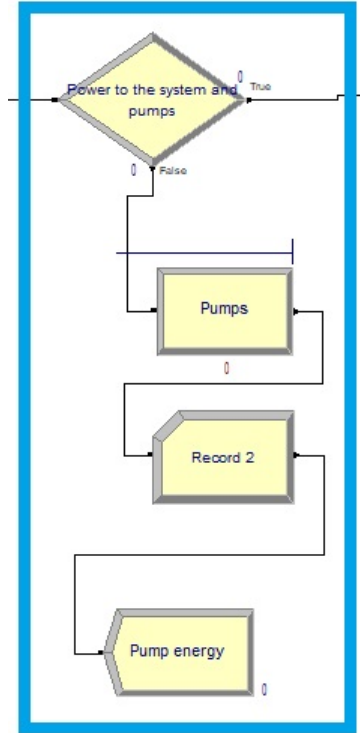 0
Power to the system and
True
pumps
0
False
Pumps
0
Record 2
Pump energy
0